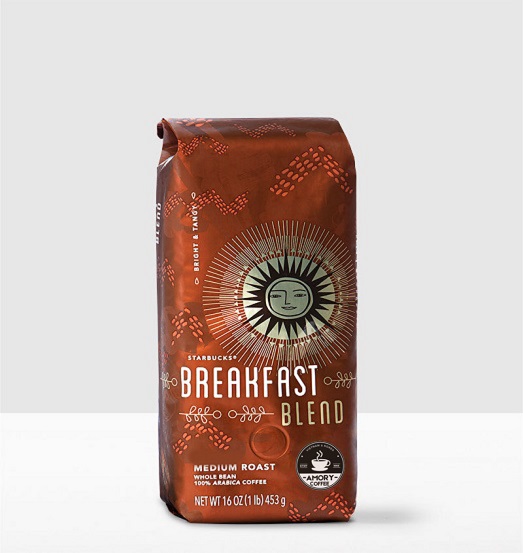 BLEND
BRIGHT & TANGY
STARBUCKS®
BREAKFAST
BLEND
MEDIUM ROAST
WHOLE BEAN
100% ARABICA COFFEE
NET WT 16 OZ (1 lb) 453 g
AMORY
COFFEE